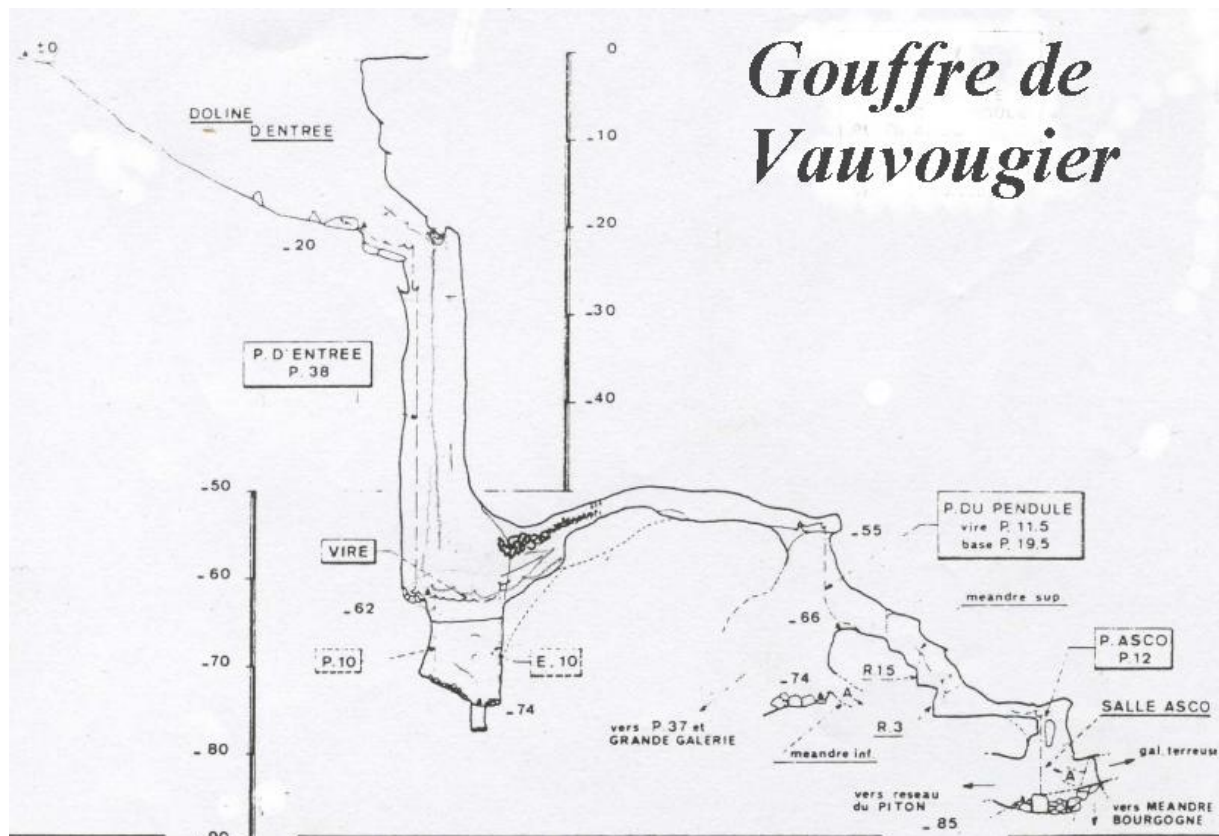 Gouffre de
Vauvougier
±0
0
DOLINE
D'ENTREE
-10
-20
-20
-30
P. D'ENTREE
P. 38
-40
-50
P. DU PENDULE
vire P. 11.5
base P. 19.5
-55
VIRE
-60
-62
meandre sup
-66
P. ASCO
P. 12
P. 10
E. 10
-70
R 15
-74
A
-74
SALLE ASCO
vers P. 37 et
GRANDE GALERIE
R. 3
meandre inf.
-80
gal. terreuse
A
vers reseau
du PITON
vers MEANDRE
BOURGOGNE
-85
-90